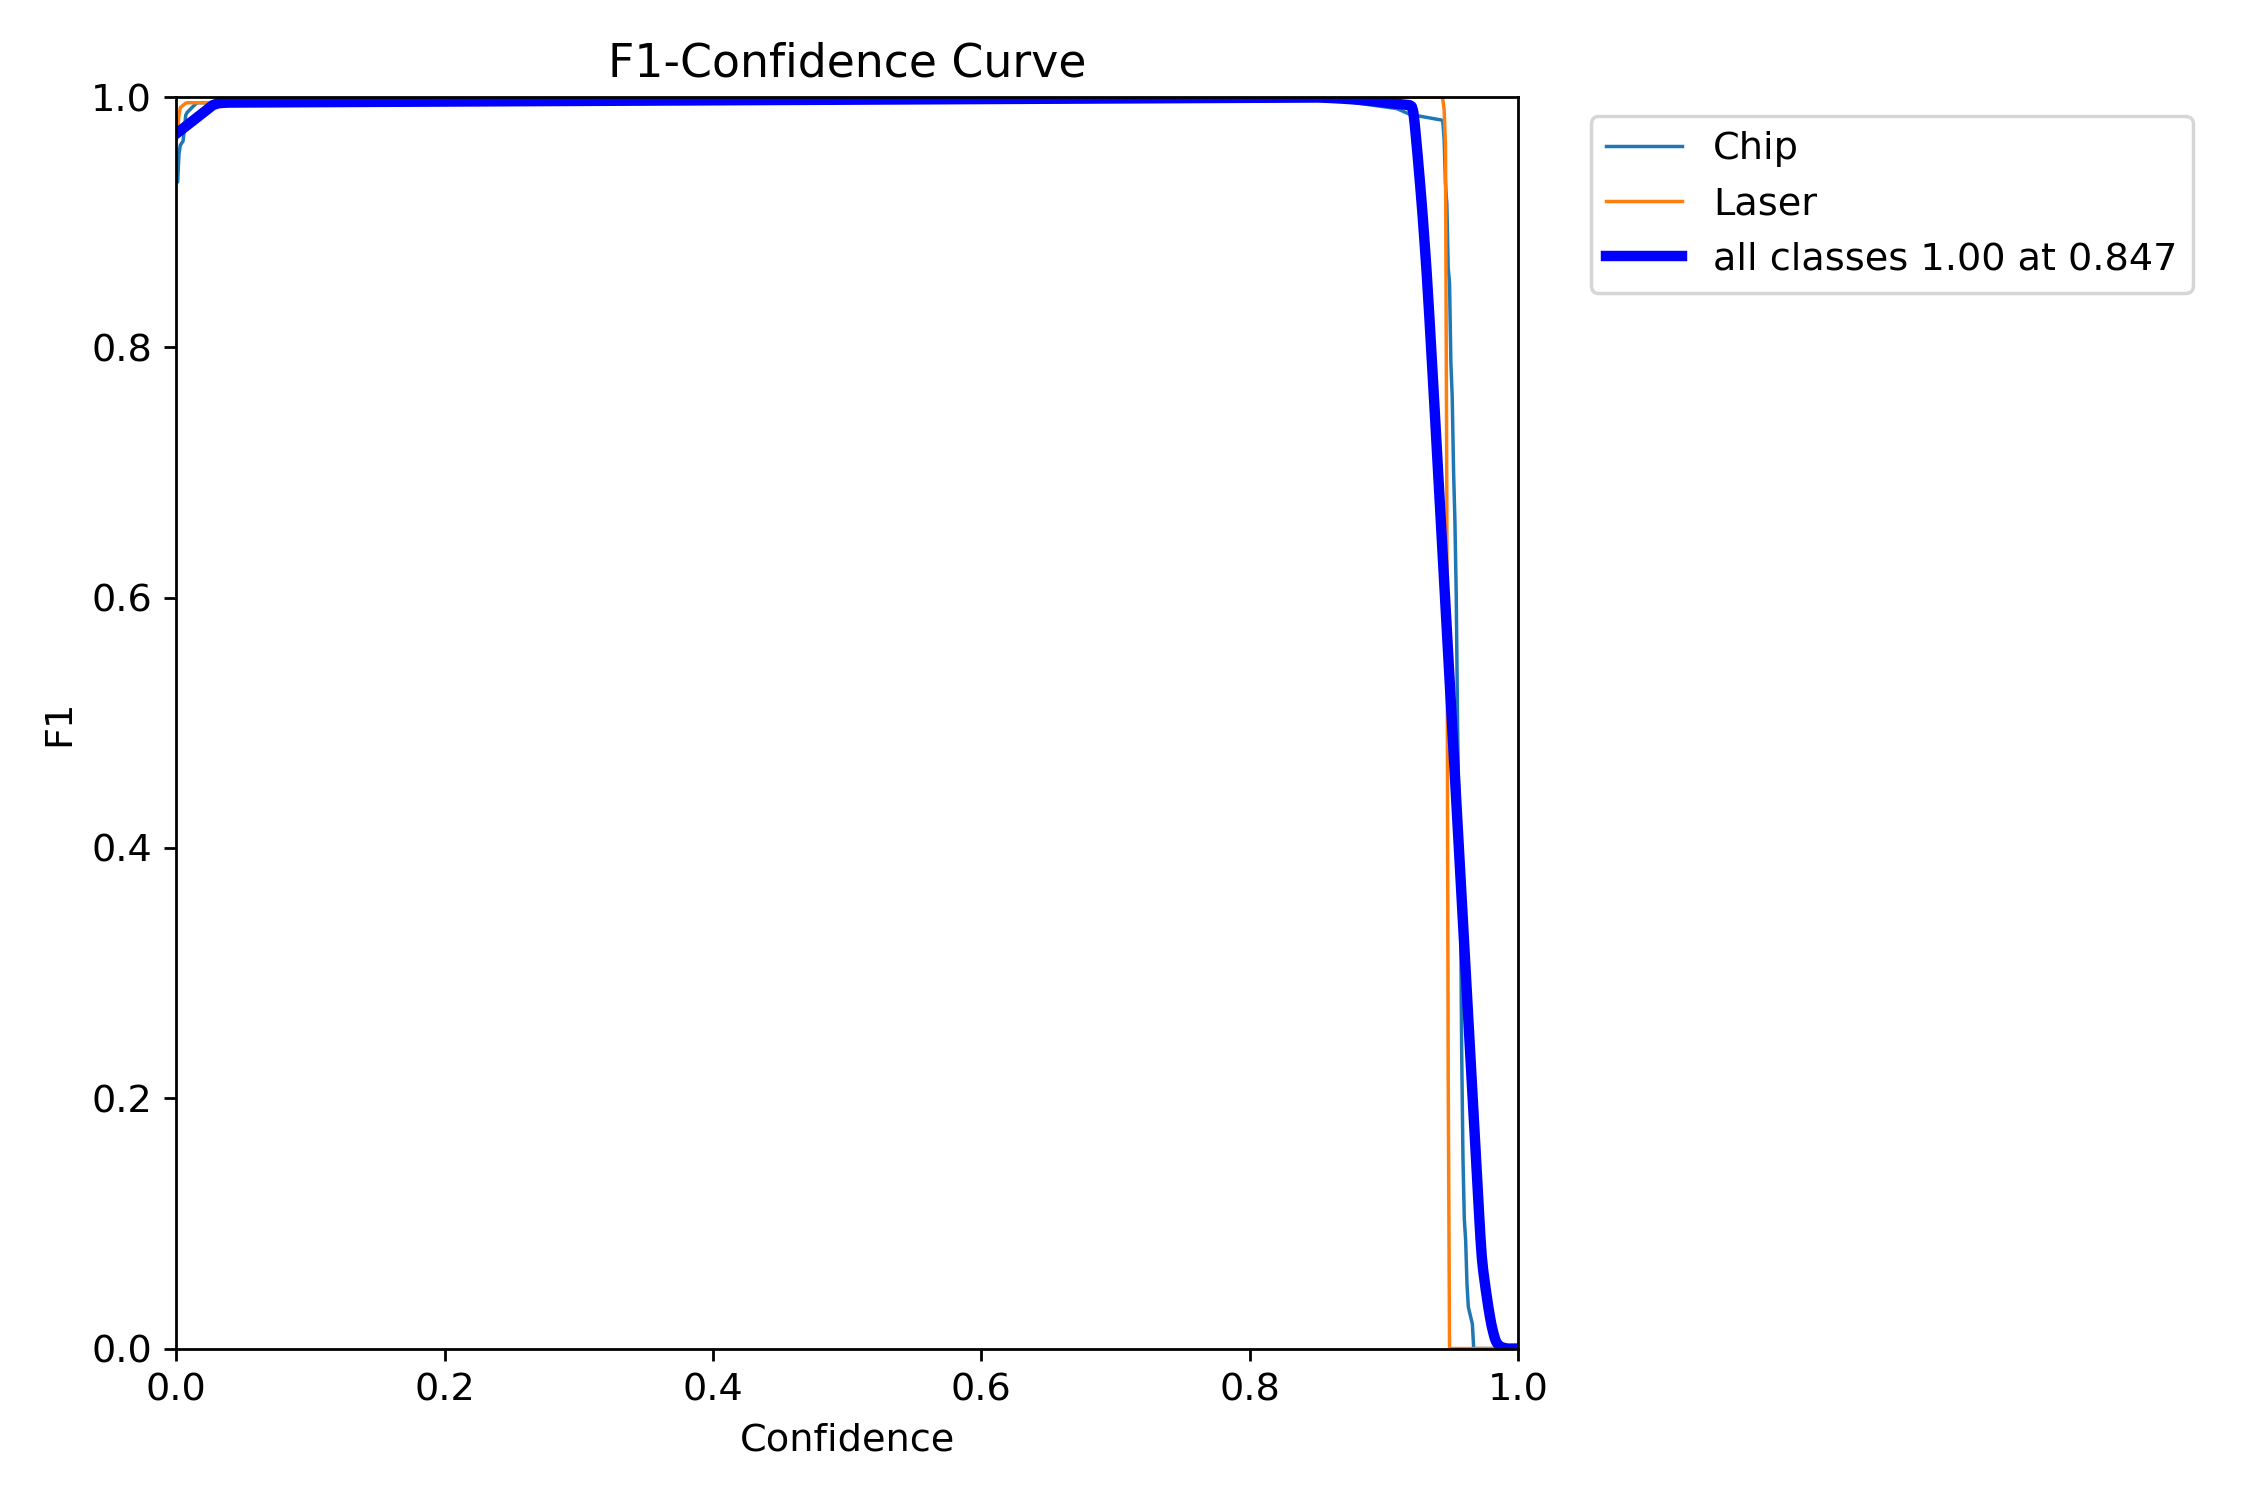 F1-Confidence Curve
1.0
0.8
0.6
0.4
0.2
0.0
F1
0.0 0.2 0.4 0.6 0.8 1.0
Confidence
Chip
Laser
all classes 1.00 at 0.847